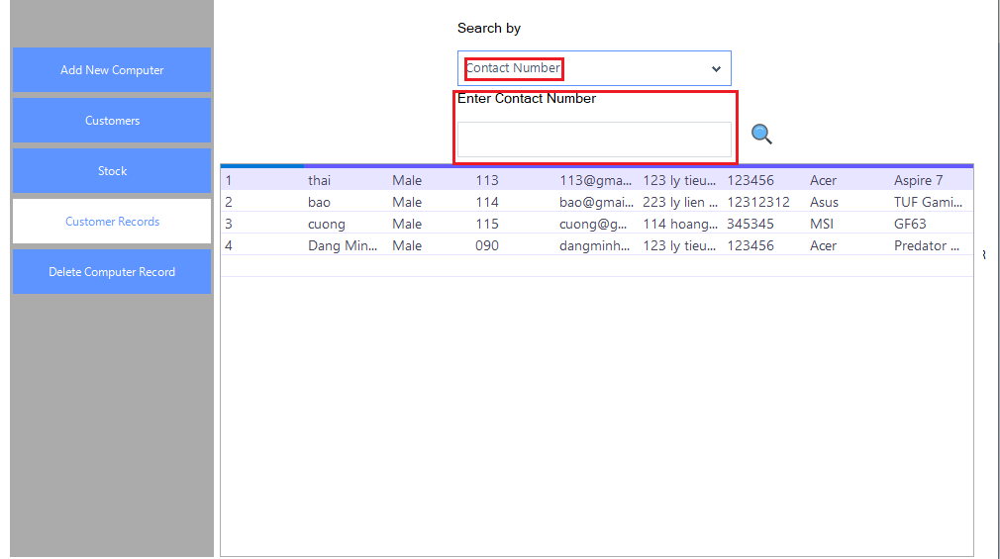 Search by
Contact Number
Enter Contact Number
Add New Computer
Customers
Stock
Customer Records
Delete Computer Record
1 thai Male 113 113@gma... 123 ly tieu... 123456 Acer Aspire 7
2 bao Male 114 bao@gmai... 223 ly lien ... 12312312 Asus TUF Gami...
3 cuong Male 115 cuong@g... 114 hoang... 345345 MSI GF63
4 Dang Min... Male 090 dangminh... 123 ly tieu... 123456 Acer Predator ...